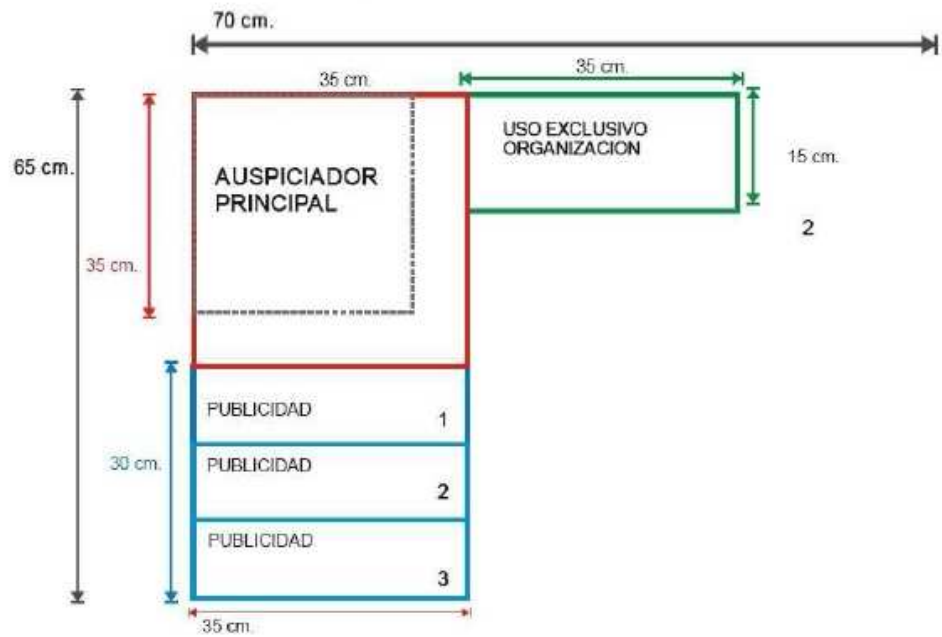 70 cm.
35 cm.
35 cm.
65 cm.
AUSPICIADOR
PRINCIPAL
USO EXCLUSIVO
ORGANIZACION
15 cm.
2
35 cm.
PUBLICIDAD
1
30 cm.
PUBLICIDAD
2
PUBLICIDAD
3
35 cm.